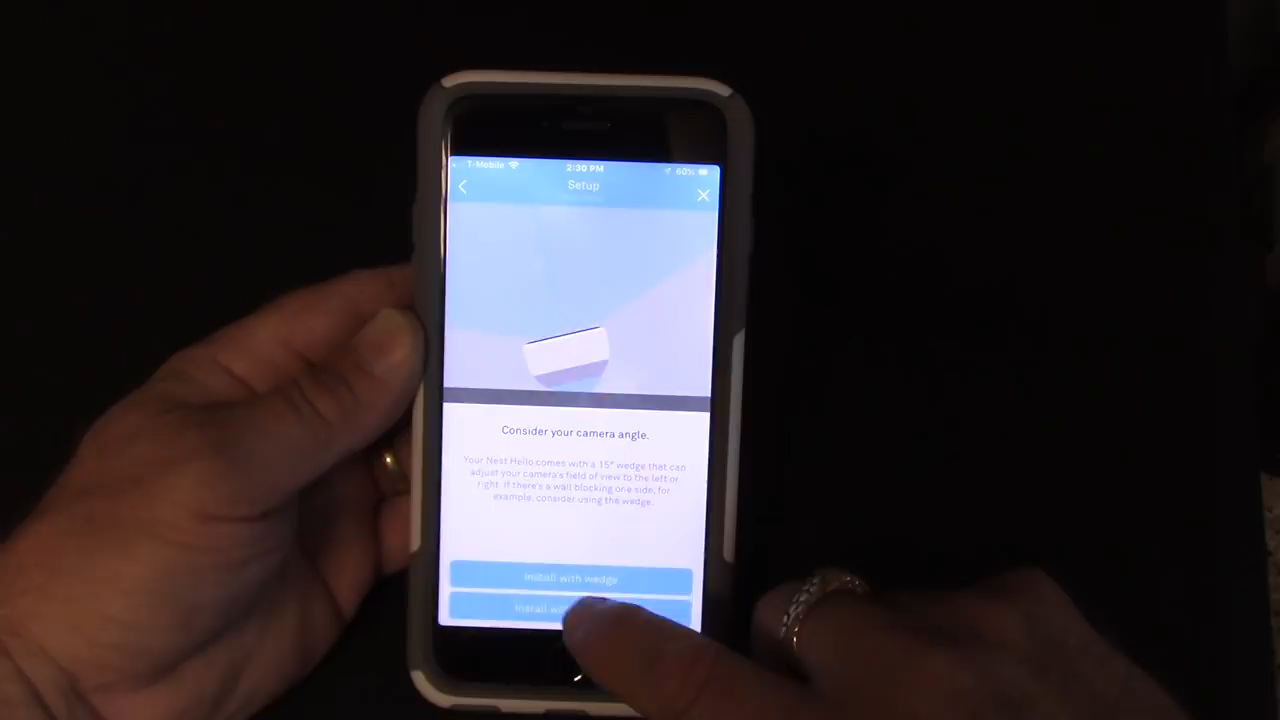 T-Mobile 2:30 PM 60%
Setup
Consider your camera angle.
Your Nest Hello comes with a 15° wedge that can
adjust your camera's field of view to the left or
right. If there's a wall blocking one side, for
example, consider using the wedge.
Install with wedge
Install